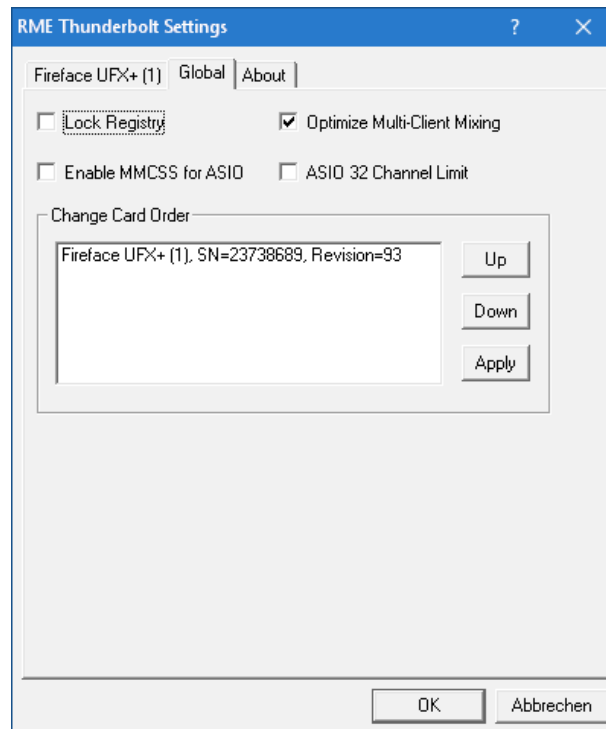 RME Thunderbolt Settings ?
Fireface UFX+ (1) Global About
Lock Registry Optimize Multi-Client Mixing
Enable MMCSS for ASIO ASIO 32 Channel Limit
Change Card Order
Fireface UFX+ (1), SN=23738689, Revision=93
Up
Down
Apply
OK Abbrechen